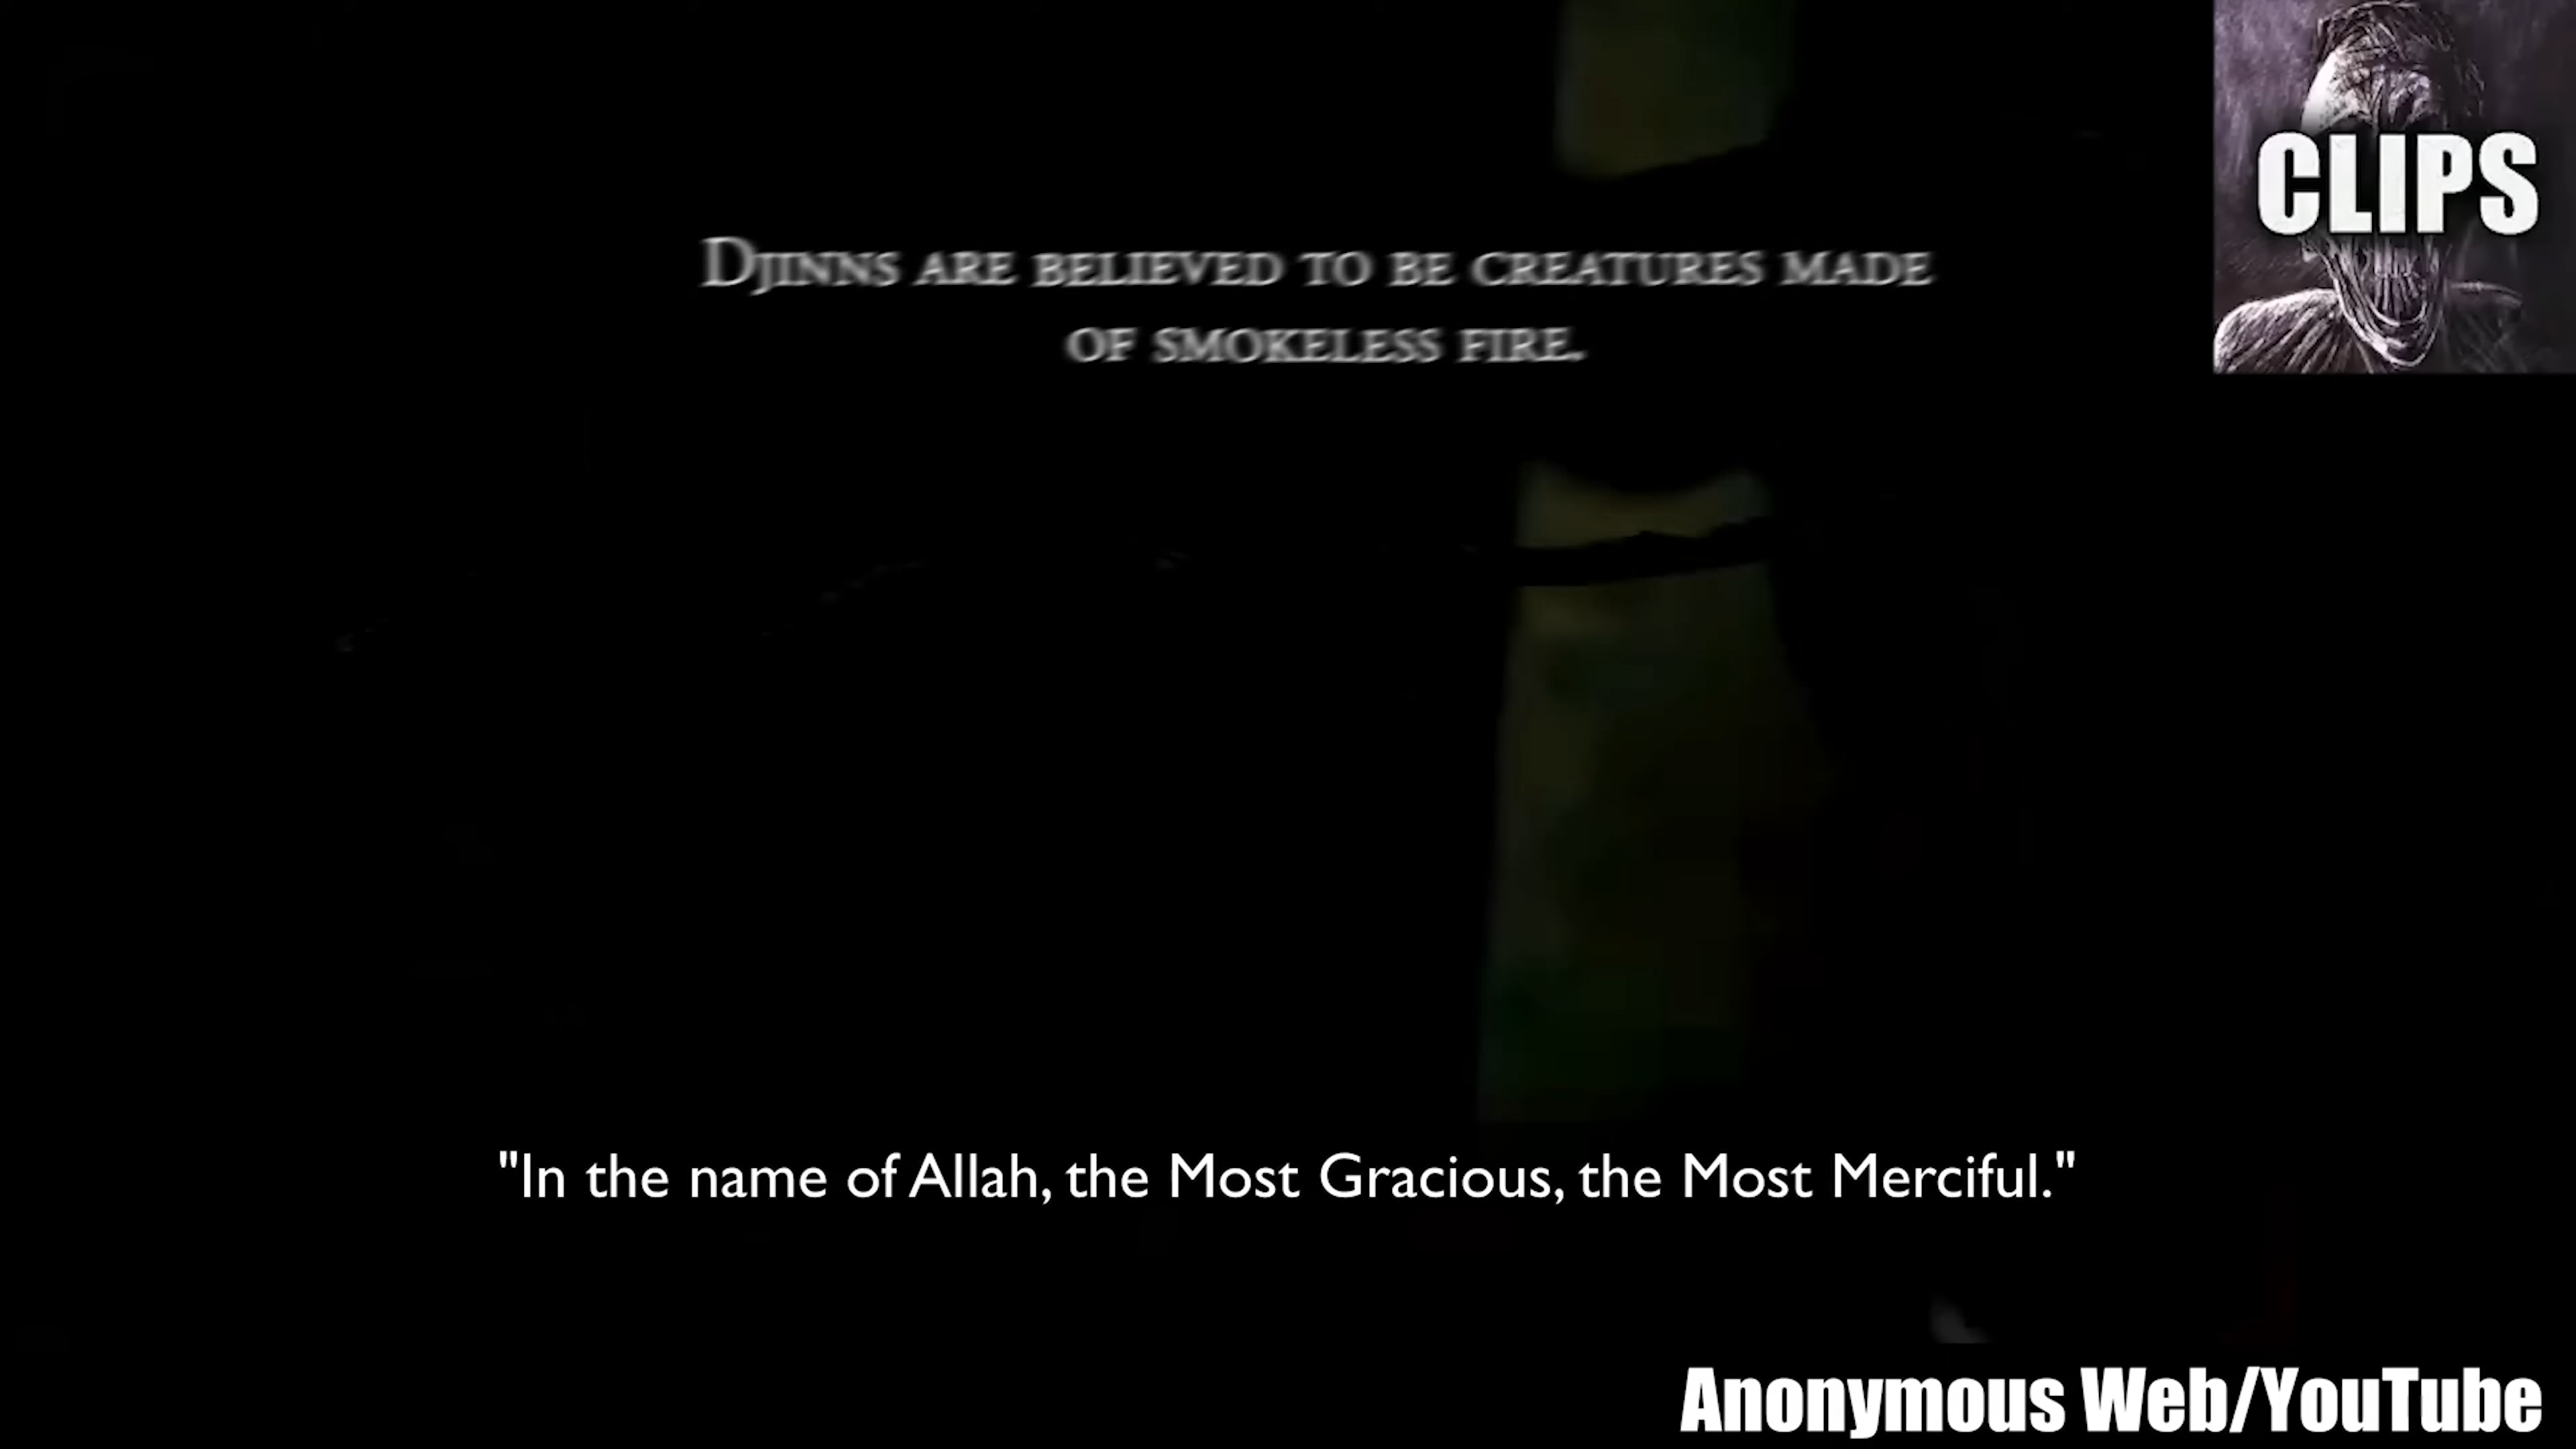 CLIPS
DJINNS ARE BELIEVED TO BE CREATURES MADE
OF SMOKELESS FIRE.
"In the name of Allah, the Most Gracious, the Most Merciful."
Anonymous Web/YouTube